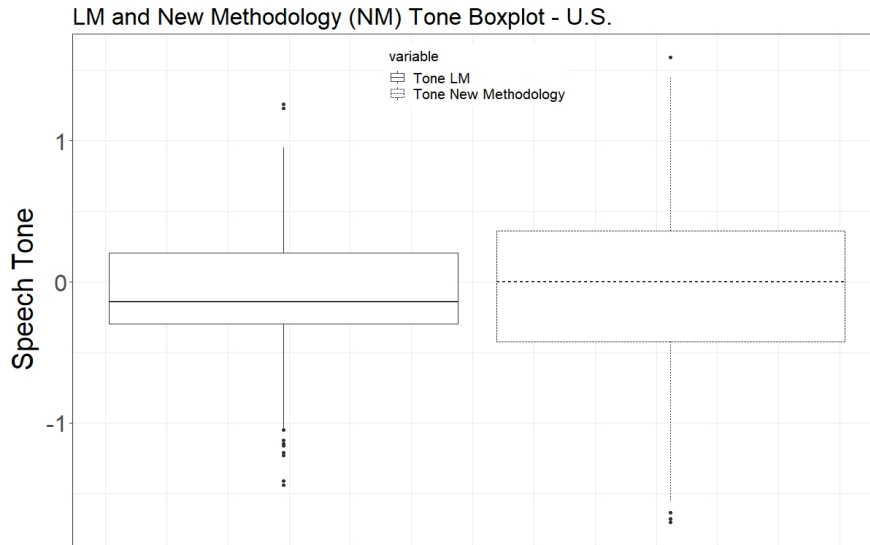 LM and New Methodology (NM) Tone Boxplot - U.S.
variable
Tone LM
Tone New Methodology
Speech Tone
1
0
-1